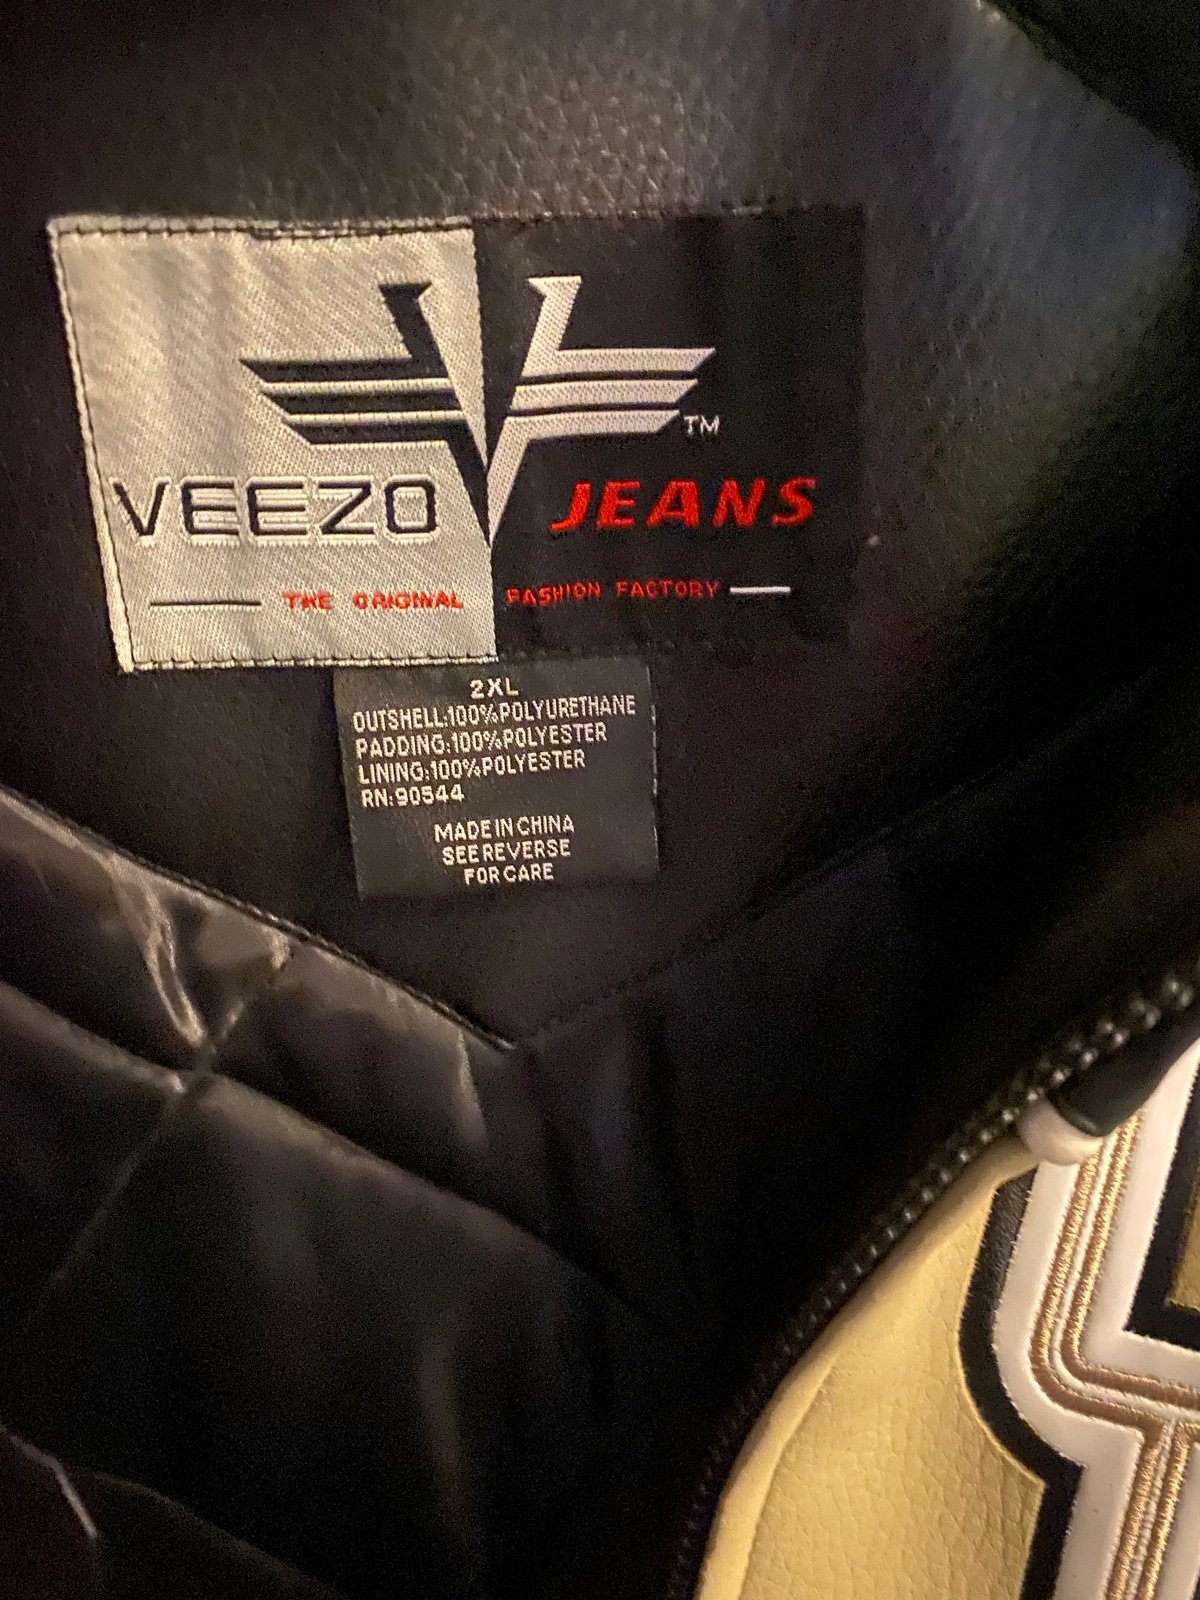 TM
VEEZO JEANS
THE ORIGINAL FASHION FACTORY
2XL
OUTSHELL:100%POLYURETHANE
PADDING:100%POLYESTER
LINING:100%POLYESTER
RN:90544
MADE IN CHINA
SEE REVERSE
FOR CARE